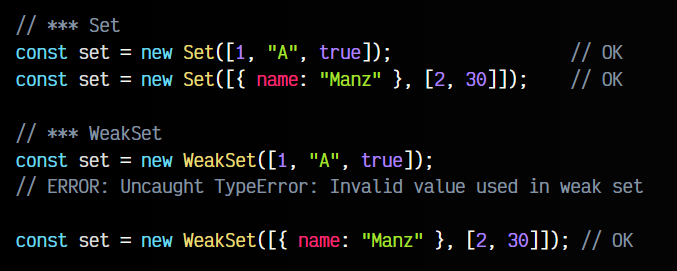 // *** Set
const set = new Set([1, "A", true]);                 // OK
const set = new Set([{ name: "Manz" }, [2, 30]]);    // OK

// *** WeakSet
const set = new WeakSet([1, "A", true]);
// ERROR: Uncaught TypeError: Invalid value used in weak set

const set = new WeakSet([{ name: "Manz" }, [2, 30]]); // OK